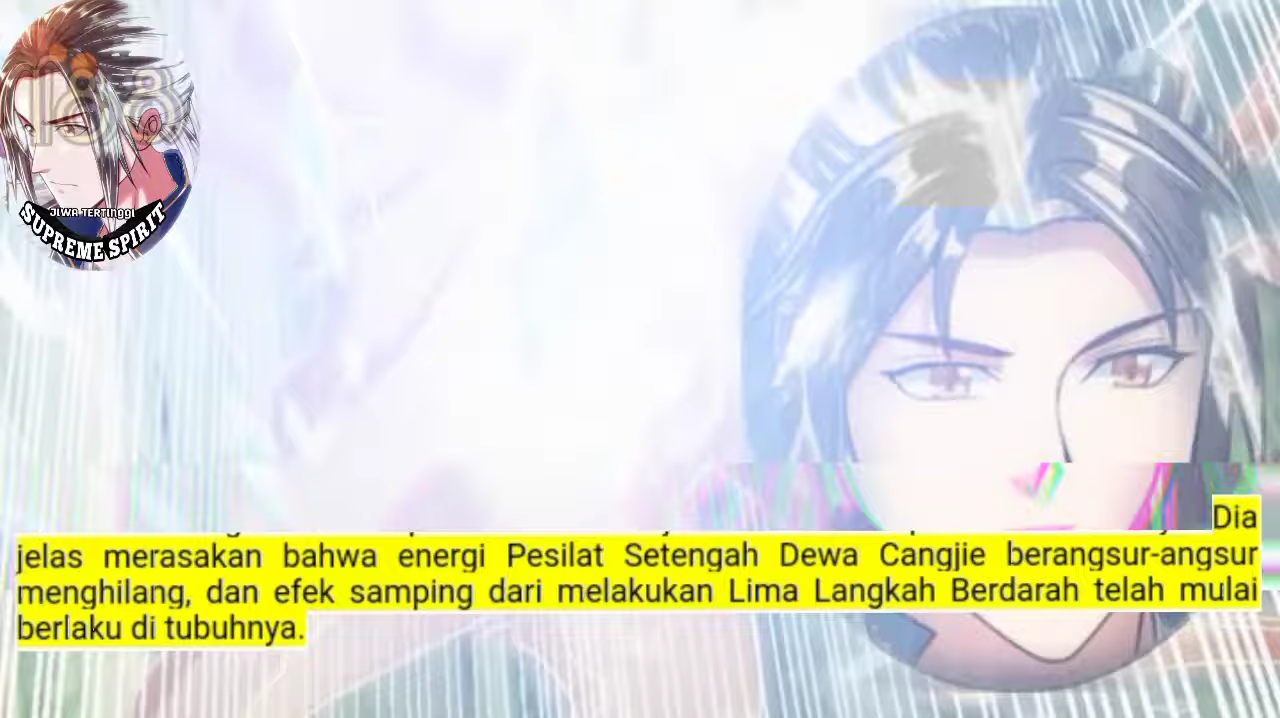 188
JIWA TERTINGGI
SUPREME SPIRIT
Dia
jelas merasakan bahwa energi Pesilat Setengah Dewa Cangjie berangsur-angsur
menghilang, dan efek samping dari melakukan Lima Langkah Berdarah telah mulai
berlaku di tubuhnya.